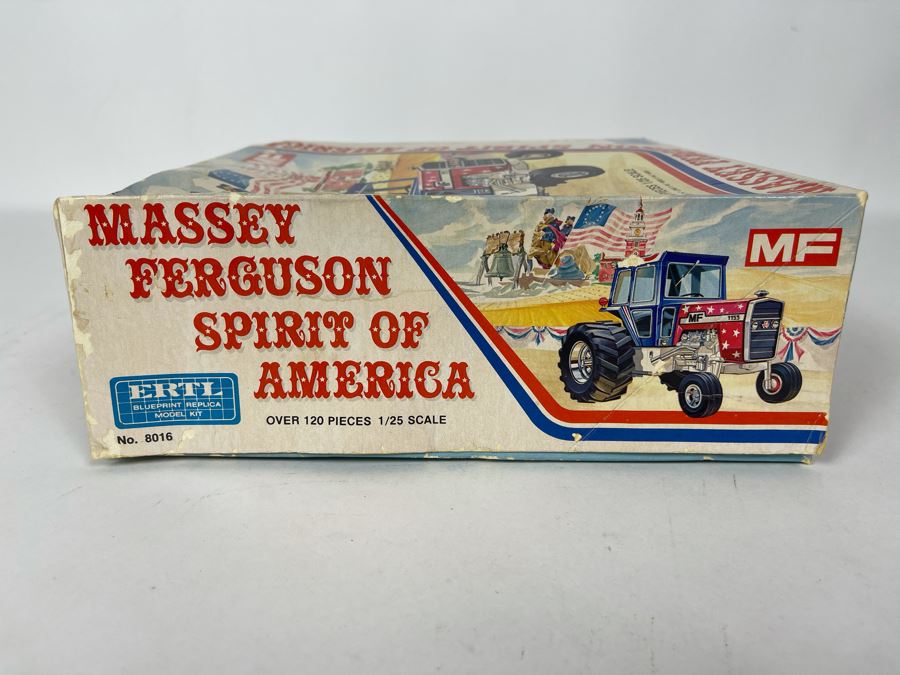 MASSEY
FERGUSON
SPIRIT OF
AMERICA
ERTL
BLUEPRINT REPLICA
MODEL KIT
No. 8016
OVER 120 PIECES 1/25 SCALE
MF
MF 1155